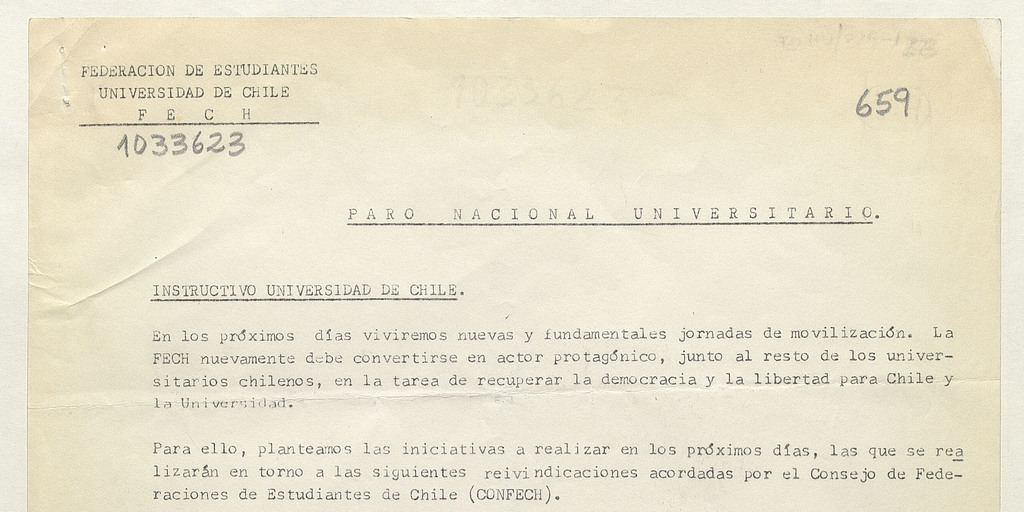 FEDERACION DE ESTUDIANTES
UNIVERSIDAD DE CHILE
F E C H
1033623
659
PARO NACIONAL UNIVERSITARIO.
INSTRUCTIVO UNIVERSIDAD DE CHILE.
En los próximos días viviremos nuevas y fundamentales jornadas de movilización. La
FECH nuevamente debe convertirse en actor protagónico, junto al resto de los univer-
sitarios chilenos, en la tarea de recuperar la democracia y la libertad para Chile y
la Universidad.
Para ello, planteamos las iniciativas a realizar en los próximos días, las que se rea
lizarán en torno a las siguientes reivindicaciones acordadas por el Consejo de Fede-
raciones de Estudiantes de Chile (CONFECH).